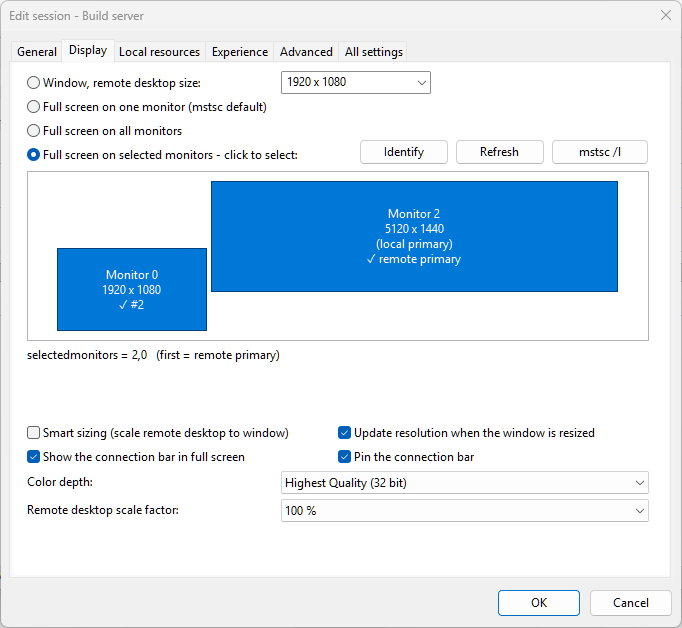 Edit session - Build server
General Display Local resources Experience Advanced All settings
Window, remote desktop size: 1920 x 1080
Full screen on one monitor (mstsc default)
Full screen on all monitors
Full screen on selected monitors - click to select: Identify Refresh mstsc /l
Monitor 2
5120 x 1440
(local primary)
✓ remote primary
Monitor 0
1920 x 1080
✓ #2
selectedmonitors = 2,0 (first = remote primary)
Smart sizing (scale remote desktop to window) Update resolution when the window is resized
Show the connection bar in full screen Pin the connection bar
Color depth: Highest Quality (32 bit)
Remote desktop scale factor: 100 %
OK Cancel